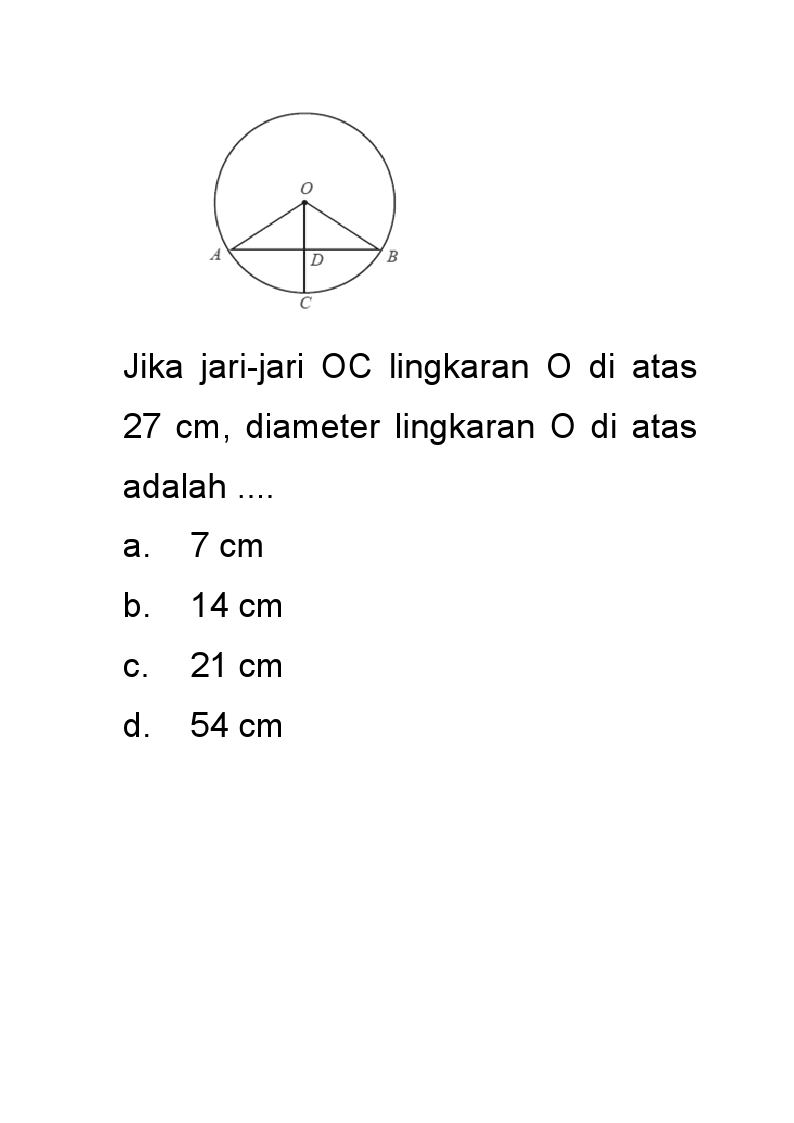 O
A
D
B
C
Jika jari-jari OC lingkaran O di atas
27 cm, diameter lingkaran O di atas
adalah ....
a. 7 cm
b. 14 cm
c. 21 cm
d. 54 cm